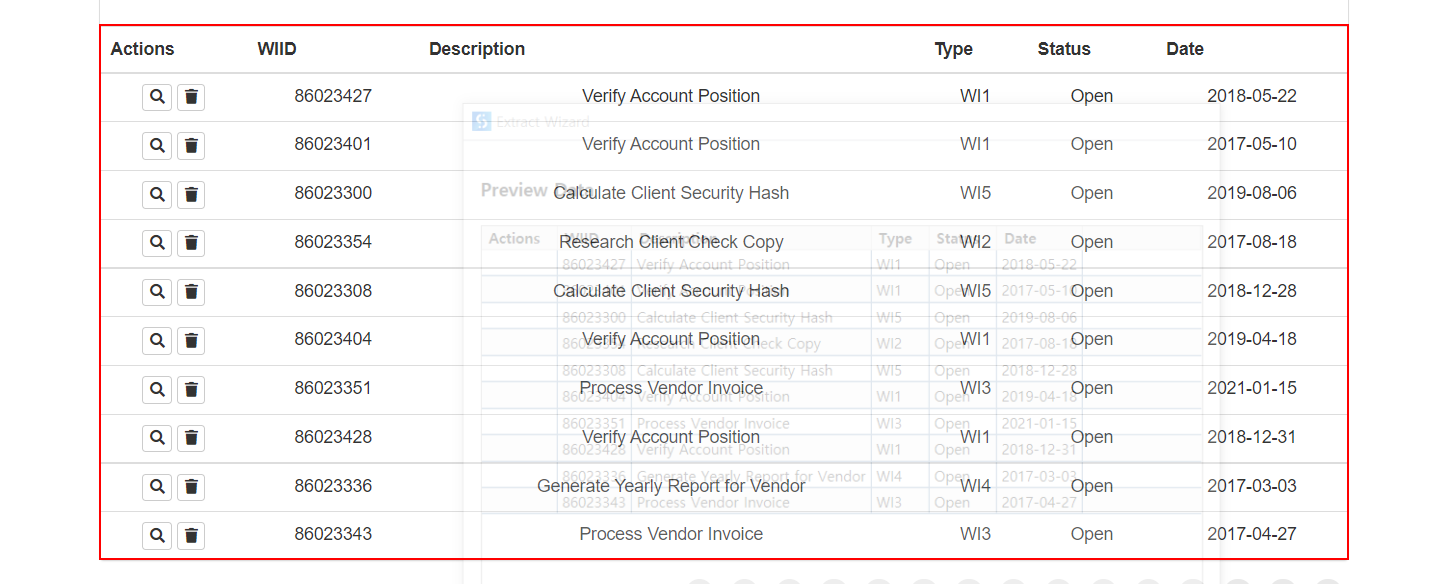 Actions WIID Description Type Status Date
86023427 Verify Account Position WI1 Open 2018-05-22
Extract Wizard
86023401 Verify Account Position WI1 Open 2017-05-10
Preview Data
86023300 Calculate Client Security Hash WI5 Open 2019-08-06
Actions WIID Description Type Status Date
86023354 Research Client Check Copy WI2 Open 2017-08-18
86023427 Verify Account Position WI1 Open 2018-05-22
86023308 Calculate Client Security Hash WI5 Open 2018-12-28
WI1 Open 2017-05-10
86023300 Calculate Client Security Hash WI5 Open 2019-08-06
86023404 Verify Account Position WI1 Open 2019-04-18
Research Client Check Copy WI2 Open 2017-08-18
86023308 Calculate Client Security Hash WI5 Open 2018-12-28
86023351 Process Vendor Invoice WI3 Open 2021-01-15
86023404 Verify Account Position WI1 Open 2019-04-18
86023351 Process Vendor Invoice WI3 Open 2021-01-15
86023428 Verify Account Position WI1 Open 2018-12-31
86023428 Verify Account Position WI1 Open 2018-12-31
86023336 Generate Yearly Report for Vendor WI4 Open 2017-03-03
86023336 Generate Yearly Report for Vendor WI4 Open 2017-03-03
86023343 Process Vendor Invoice WI3 Open 2017-04-27
86023343 Process Vendor Invoice WI3 Open 2017-04-27